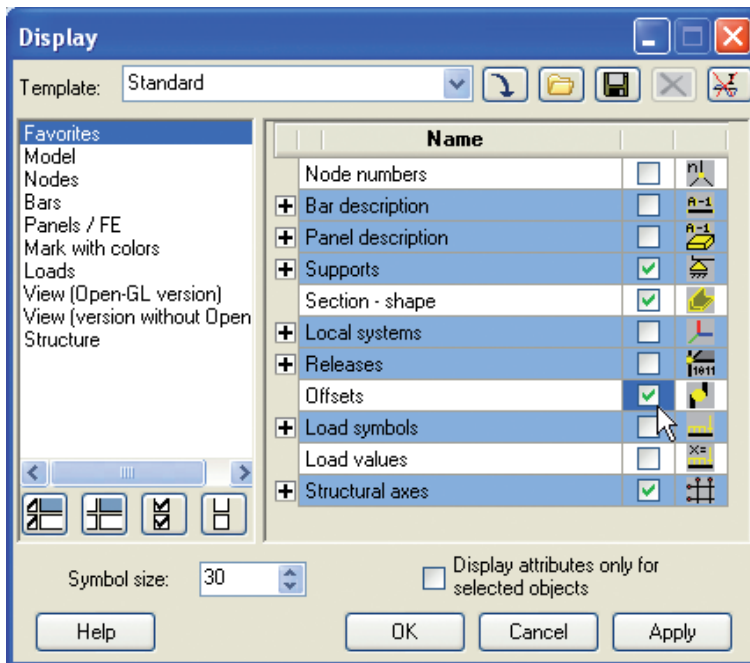 Display
Template: Standard
Favorites
Model
Nodes
Bars
Panels / FE
Mark with colors
Loads
View (Open-GL version)
View (version without Open
Structure
Name
Node numbers
Bar description
Panel description
Supports
Section - shape
Local systems
Releases
Offsets
Load symbols
Load values
Structural axes
Symbol size: 30
Display attributes only for
selected objects
Help OK Cancel Apply